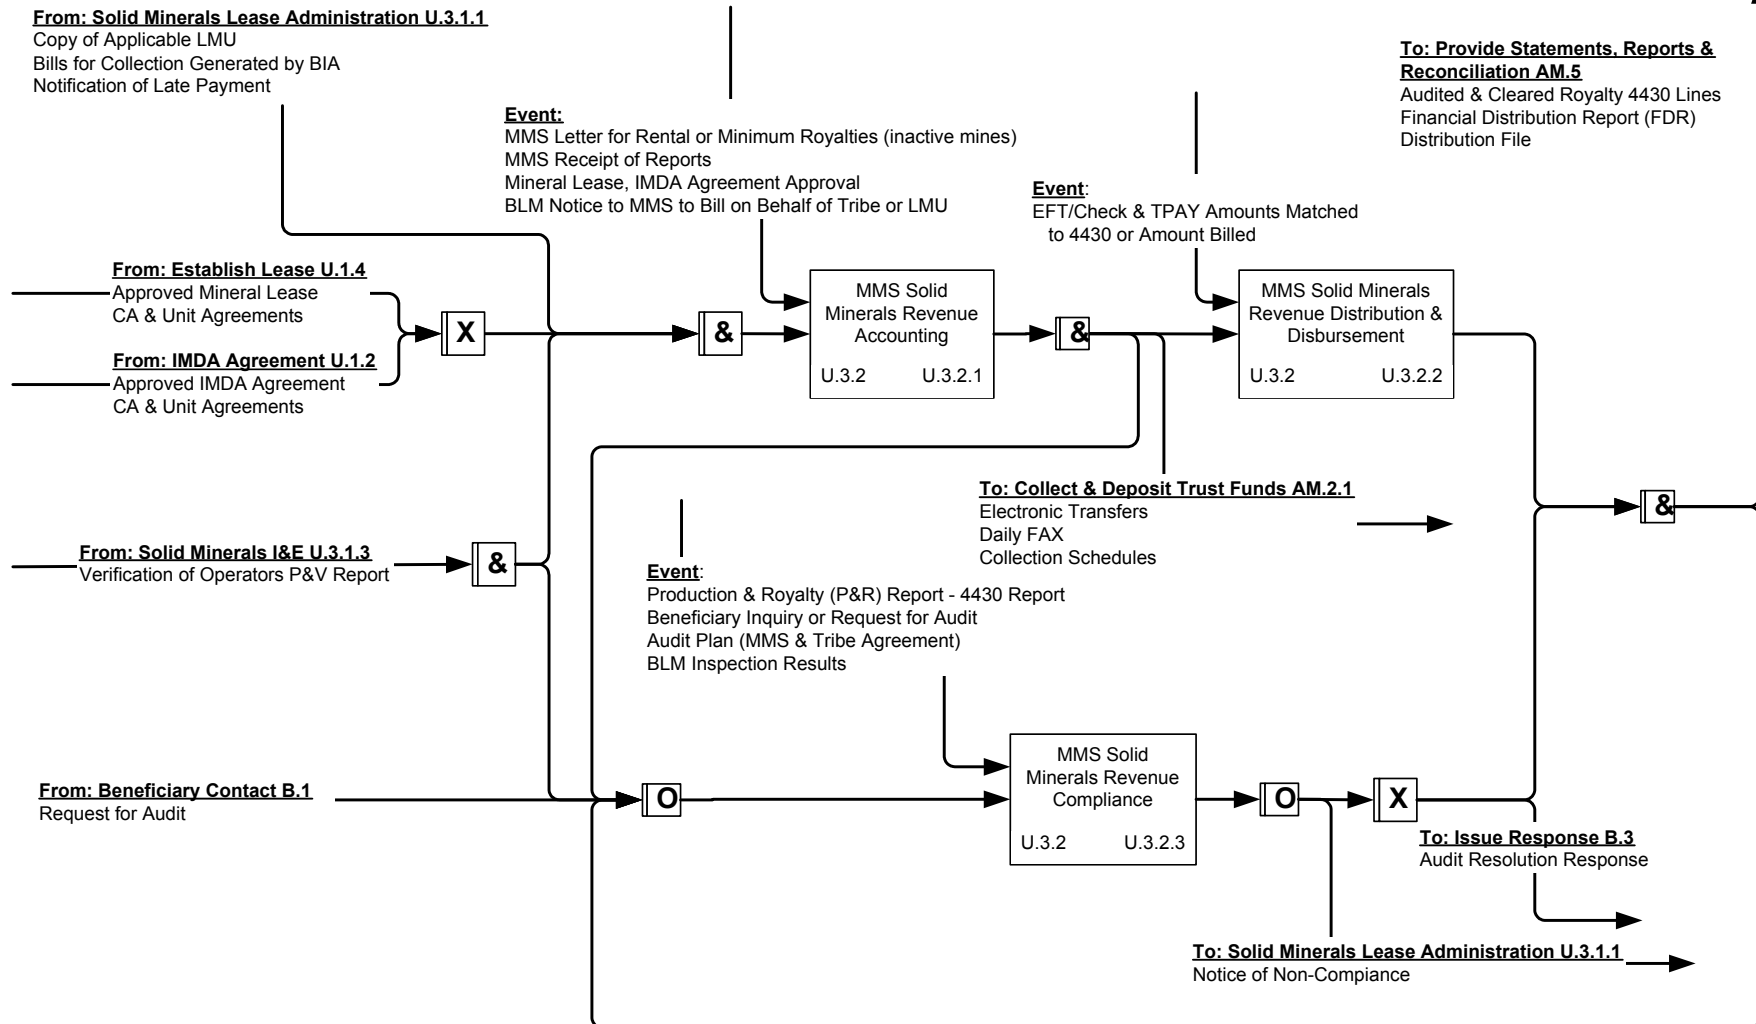 From: Solid Minerals Lease Administration U.3.1.1
Copy of Applicable LMU
Bills for Collection Generated by BIA
Notification of Late Payment
To: Provide Statements, Reports &
Reconciliation AM.5
Audited & Cleared Royalty 4430 Lines
Financial Distribution Report (FDR)
Distribution File
Event:
MMS Letter for Rental or Minimum Royalties (inactive mines)
MMS Receipt of Reports
Mineral Lease, IMDA Agreement Approval
BLM Notice to MMS to Bill on Behalf of Tribe or LMU
Event:
EFT/Check & TPAY Amounts Matched
to 4430 or Amount Billed
From: Establish Lease U.1.4
Approved Mineral Lease
CA & Unit Agreements
From: IMDA Agreement U.1.2
Approved IMDA Agreement
CA & Unit Agreements
X
&
MMS Solid
Minerals Revenue
Accounting
U.3.2 U.3.2.1
&
MMS Solid Minerals
Revenue Distribution &
Disbursement
U.3.2 U.3.2.2
To: Collect & Deposit Trust Funds AM.2.1
Electronic Transfers
Daily FAX
Collection Schedules
&
From: Solid Minerals I&E U.3.1.3
Verification of Operators P&V Report
&
Event:
Production & Royalty (P&R) Report - 4430 Report
Beneficiary Inquiry or Request for Audit
Audit Plan (MMS & Tribe Agreement)
BLM Inspection Results
From: Beneficiary Contact B.1
Request for Audit
O
MMS Solid
Minerals Revenue
Compliance
U.3.2 U.3.2.3
O
X
To: Issue Response B.3
Audit Resolution Response
To: Solid Minerals Lease Administration U.3.1.1
Notice of Non-Compliance